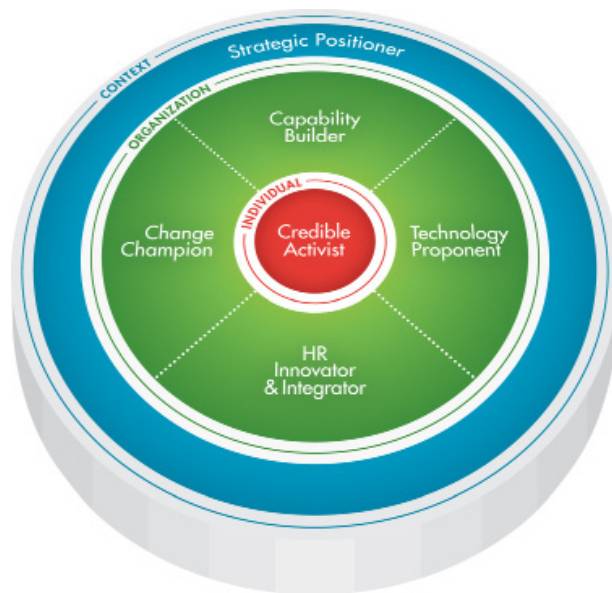 CONTEXT
Strategic Positioner
ORGANIZATION
Capability
Builder
INDIVIDUAL
Change
Champion
Credible
Activist
Technology
Proponent
HR
Innovator
& Integrator